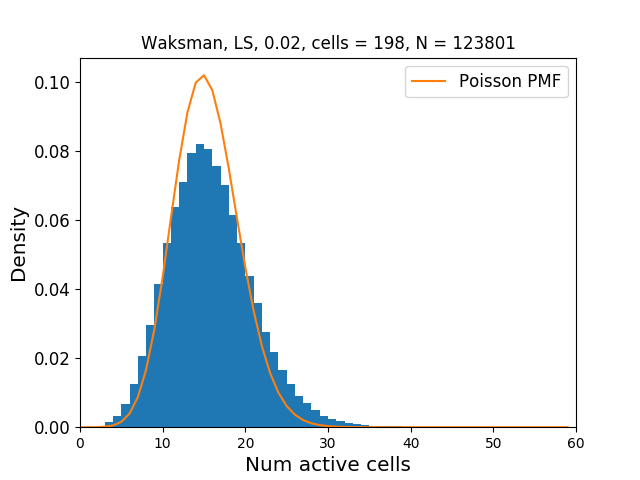 Waksman, LS, 0.02, cells = 198, N = 123801
Poisson PMF
0.10
0.08
0.06
0.04
0.02
0.00
Density
0 10 20 30 40 50 60
Num active cells